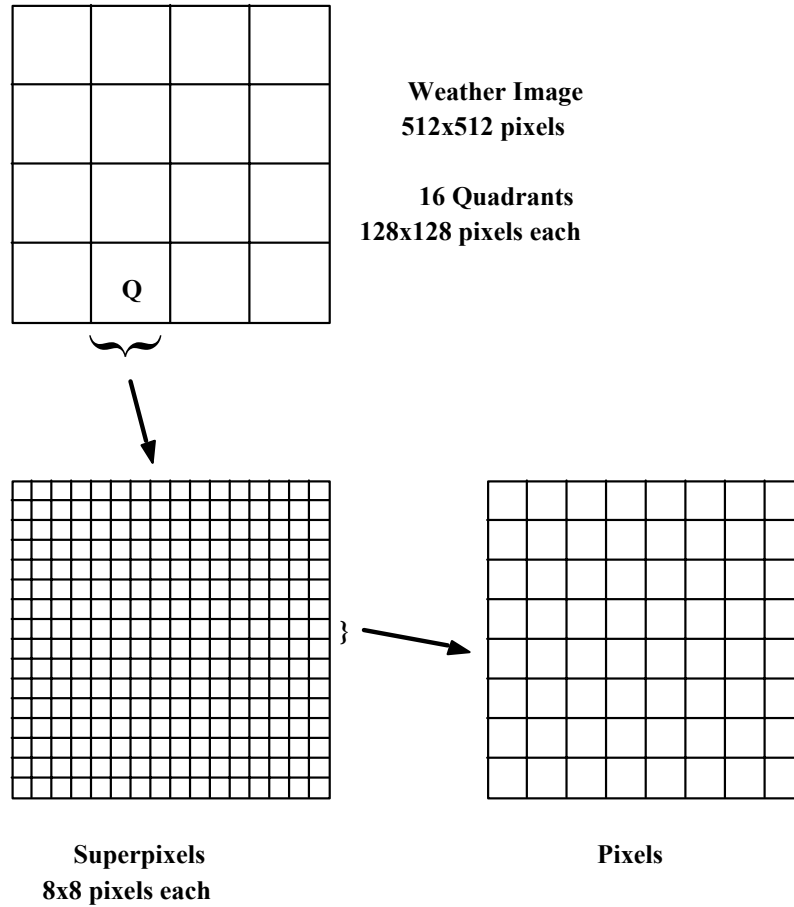 Weather Image
512x512 pixels
16 Quadrants
128x128 pixels each
Q
Superpixels
8x8 pixels each
Pixels